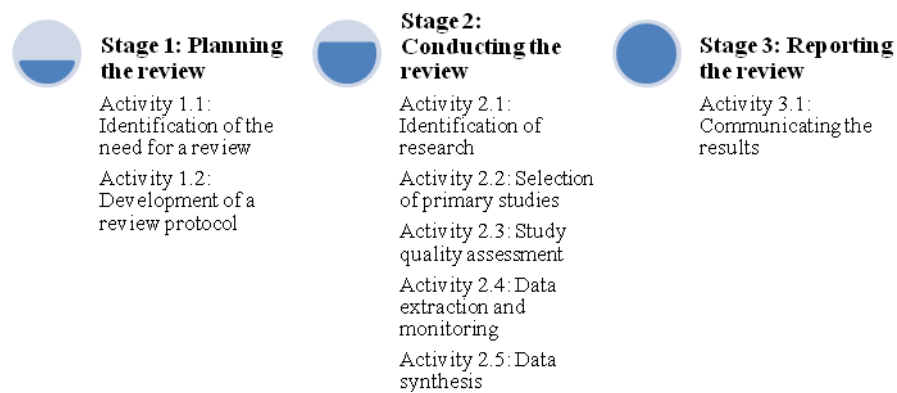 Stage 1: Planning
the review
Activity 1.1:
Identification of the
need for a review
Activity 1.2:
Development of a
review protocol
Stage 2:
Conducting the
review
Activity 2.1:
Identification of
research
Activity 2.2: Selection
of primary studies
Activity 2.3: Study
quality assessment
Activity 2.4: Data
extraction and
monitoring
Activity 2.5: Data
synthesis
Stage 3: Reporting
the review
Activity 3.1:
Communicating the
results